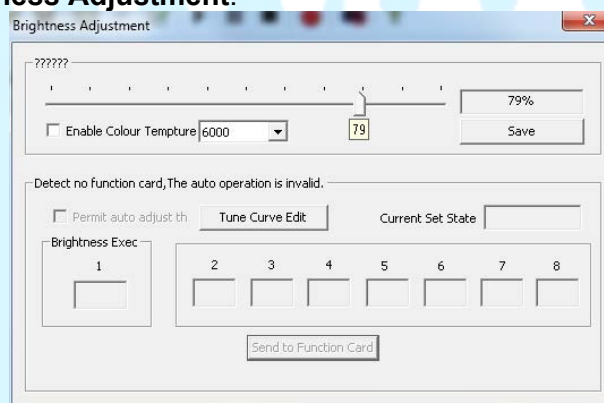 ness Adjustment.
Brightness Adjustment
??????
79%
Enable Colour Tempture 6000
79
Save
Detect no function card,The auto operation is invalid.
Permit auto adjust th
Tune Curve Edit
Current Set State
Brightness Exec
1
2 3 4 5 6 7 8
Send to Function Card